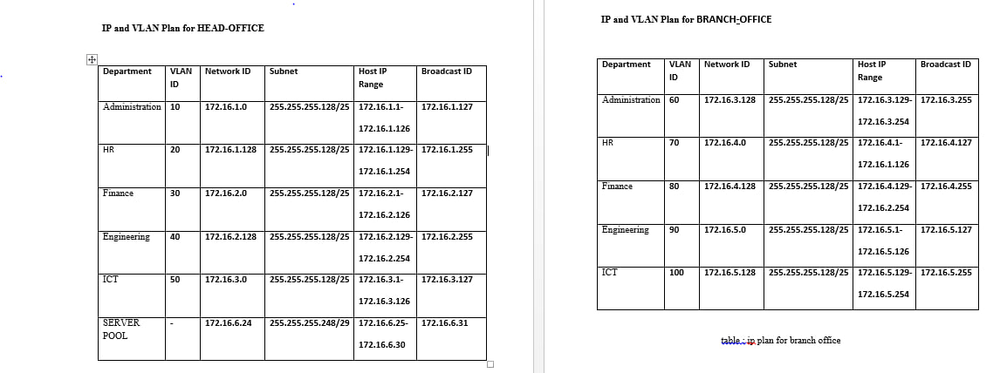 IP and VLAN Plan for HEAD-OFFICE
Department VLAN ID Network ID Subnet Host IP Range Broadcast ID
Administration 10 172.16.1.0 255.255.255.128/25 172.16.1.1-172.16.1.126 172.16.1.127
HR 20 172.16.1.128 255.255.255.128/25 172.16.1.129-172.16.1.254 172.16.1.255
Finance 30 172.16.2.0 255.255.255.128/25 172.16.2.1-172.16.2.126 172.16.2.127
Engineering 40 172.16.2.128 255.255.255.128/25 172.16.2.129-172.16.2.254 172.16.2.255
ICT 50 172.16.3.0 255.255.255.128/25 172.16.3.1-172.16.3.126 172.16.3.127
SERVER POOL - 172.16.6.24 255.255.255.248/29 172.16.6.25-172.16.6.30 172.16.6.31
IP and VLAN Plan for BRANCH-OFFICE
Department VLAN ID Network ID Subnet Host IP Range Broadcast ID
Administration 60 172.16.3.128 255.255.255.128/25 172.16.3.129-172.16.3.254 172.16.3.255
HR 70 172.16.4.0 255.255.255.128/25 172.16.4.1-172.16.1.126 172.16.4.127
Finance 80 172.16.4.128 255.255.255.128/25 172.16.4.129-172.16.2.254 172.16.4.255
Engineering 90 172.16.5.0 255.255.255.128/25 172.16.5.1-172.16.5.126 172.16.5.127
ICT 100 172.16.5.128 255.255.255.128/25 172.16.5.129-172.16.5.254 172.16.5.255
table : ip plan for branch office